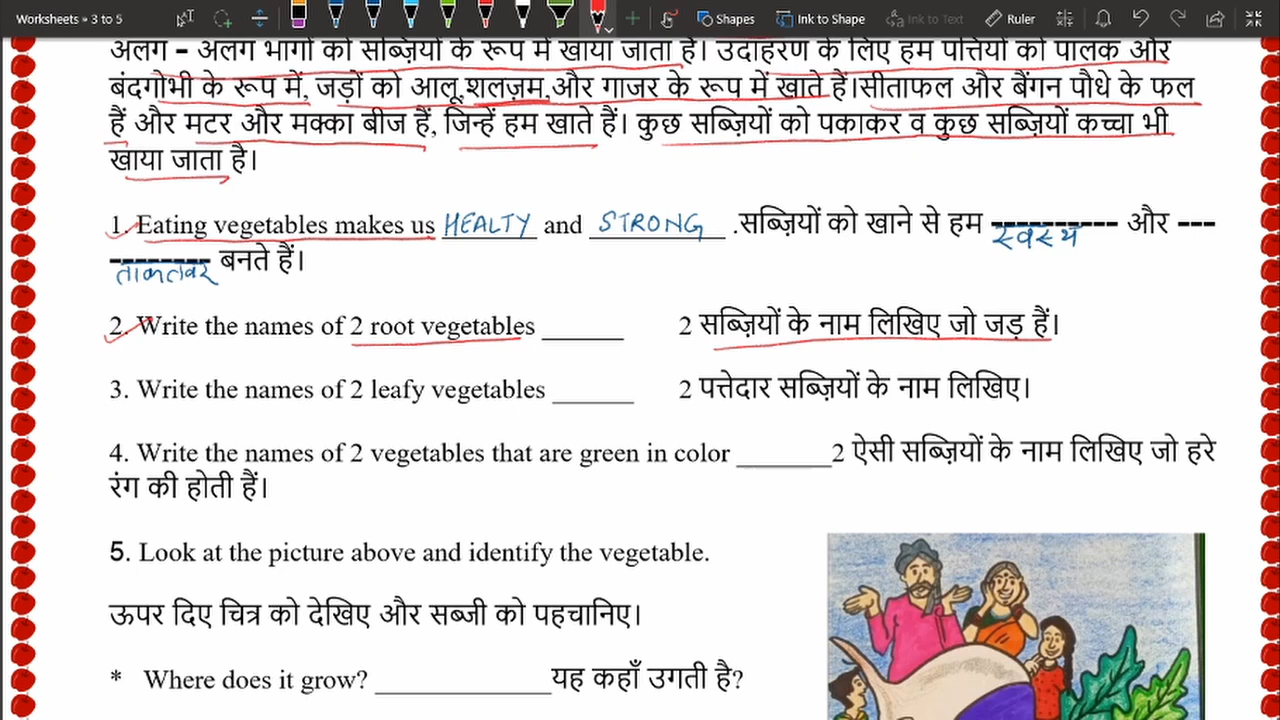 Worksheets » 3 to 5
Shapes
Ink to Shape
Ink to Text
Ruler
अलग – अलग भागों को सब्ज़ियों के रूप में खाया जाता है। उदाहरण के लिए हम पत्तियों को पालक और
बंदगोभी के रूप में, जड़ों को आलू,शलज़म,और गाजर के रूप में खाते हैं।सीताफल और बैंगन पौधे के फल
हैं और मटर और मक्का बीज हैं, जिन्हें हम खाते हैं। कुछ सब्ज़ियों को पकाकर व कुछ सब्ज़ियों कच्चा भी
खाया जाता है।
1. Eating vegetables makes us HEALTY and STRONG .सब्ज़ियों को खाने से हम स्वस्थ और
ताकतवर बनते हैं।
2. Write the names of 2 root vegetables ______ 2 सब्ज़ियों के नाम लिखिए जो जड़ हैं।
3. Write the names of 2 leafy vegetables ______ 2 पत्तेदार सब्ज़ियों के नाम लिखिए।
4. Write the names of 2 vegetables that are green in color _______2 ऐसी सब्ज़ियों के नाम लिखिए जो हरे
रंग की होती हैं।
5. Look at the picture above and identify the vegetable.
ऊपर दिए चित्र को देखिए और सब्जी को पहचानिए।
* Where does it grow? _____________यह कहाँ उगती है?